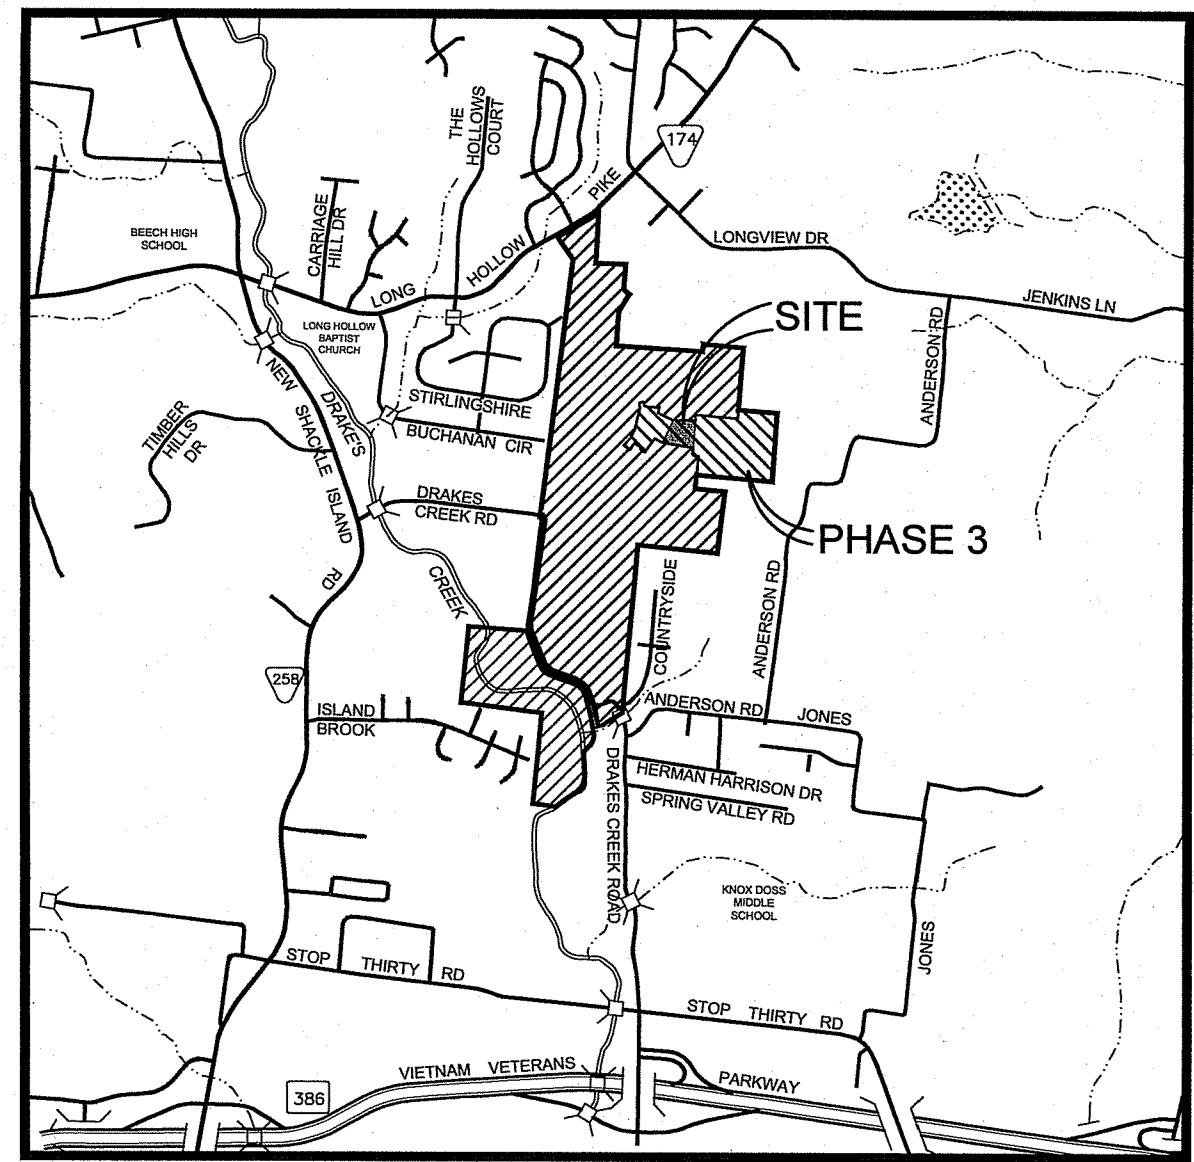 THE
HOLLOWS
COURT
174
PIKE
BEECH HIGH
SCHOOL
CARRIAGE
HILL DR
LONG
HOLLOW
LONGVIEW DR
JENKINS LN
ANDERSON RD
SITE
LONG HOLLOW
BAPTIST
CHURCH
NEW
SHACKLE
ISLAND
RD
DRAKE'S
CREEK
STIRLINGSHIRE
BUCHANAN CIR
TIMBER
HILLS
DR
DRAKES
CREEK RD
PHASE 3
COUNTRYSIDE
ANDERSON RD
258
ISLAND
BROOK
ANDERSON RD
JONES
HERMAN HARRISON DR
SPRING VALLEY RD
DRAKES CREEK ROAD
KNOX DOSS
MIDDLE
SCHOOL
JONES
STOP THIRTY RD
STOP THIRTY RD
VIETNAM VETERANS
PARKWAY
386